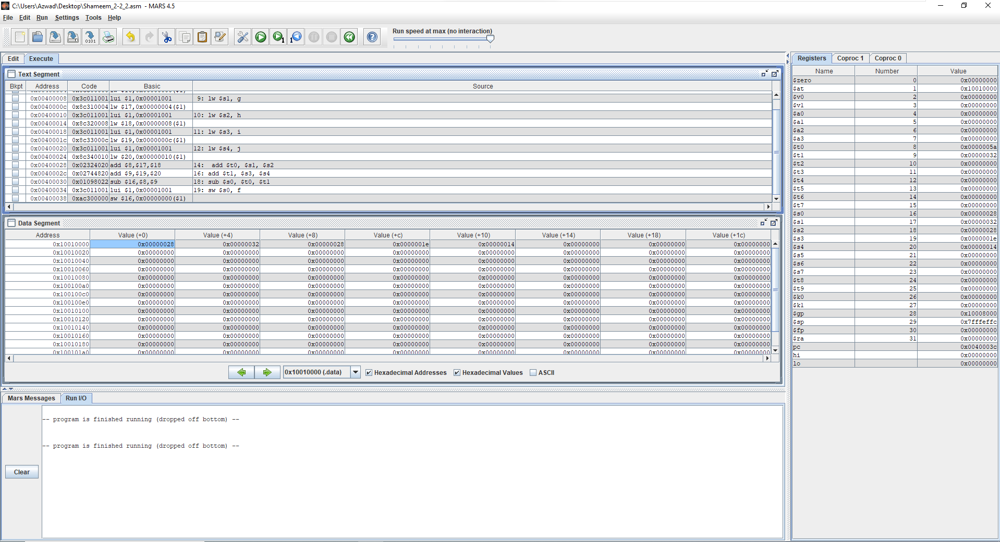 C:\Users\Azwad\Desktop\Shameem_2-2_2.asm - MARS 4.5
File Edit Run Settings Tools Help
Run speed at max (no interaction)
Edit Execute
Text Segment
Bkpt Address Code Basic Source
0x00400008 0x3c011001 lui $1,0x00001001 9: lw $s1, g
0x0040000c 0x8c310004 lw $17,0x00000004($1)
0x00400010 0x3c011001 lui $1,0x00001001 10: lw $s2, h
0x00400014 0x8c320008 lw $18,0x00000008($1)
0x00400018 0x3c011001 lui $1,0x00001001 11: lw $s3, i
0x0040001c 0x8c33000c lw $19,0x0000000c($1)
0x00400020 0x3c011001 lui $1,0x00001001 12: lw $s4, j
0x00400024 0x8c340010 lw $20,0x00000010($1)
0x00400028 0x02324020 add $8,$17,$18 14: add $t0, $s1, $s2
0x0040002c 0x02744820 add $9,$19,$20 16: add $t1, $s3, $s4
0x00400030 0x01098022 sub $16,$8,$9 18: sub $s0, $t0, $t1
0x00400034 0x3c011001 lui $1,0x00001001 19: sw $s0, f
0x00400038 0xac300000 sw $16,0x00000000($1)
Data Segment
Address Value (+0) Value (+4) Value (+8) Value (+c) Value (+10) Value (+14) Value (+18) Value (+1c)
0x10010000 0x00000028 0x00000032 0x00000028 0x0000001e 0x00000014 0x00000000 0x00000000 0x00000000
0x10010020 0x00000000 0x00000000 0x00000000 0x00000000 0x00000000 0x00000000 0x00000000 0x00000000
0x10010040 0x00000000 0x00000000 0x00000000 0x00000000 0x00000000 0x00000000 0x00000000 0x00000000
0x10010060 0x00000000 0x00000000 0x00000000 0x00000000 0x00000000 0x00000000 0x00000000 0x00000000
0x10010080 0x00000000 0x00000000 0x00000000 0x00000000 0x00000000 0x00000000 0x00000000 0x00000000
0x100100a0 0x00000000 0x00000000 0x00000000 0x00000000 0x00000000 0x00000000 0x00000000 0x00000000
0x100100c0 0x00000000 0x00000000 0x00000000 0x00000000 0x00000000 0x00000000 0x00000000 0x00000000
0x100100e0 0x00000000 0x00000000 0x00000000 0x00000000 0x00000000 0x00000000 0x00000000 0x00000000
0x10010100 0x00000000 0x00000000 0x00000000 0x00000000 0x00000000 0x00000000 0x00000000 0x00000000
0x10010120 0x00000000 0x00000000 0x00000000 0x00000000 0x00000000 0x00000000 0x00000000 0x00000000
0x10010140 0x00000000 0x00000000 0x00000000 0x00000000 0x00000000 0x00000000 0x00000000 0x00000000
0x10010160 0x00000000 0x00000000 0x00000000 0x00000000 0x00000000 0x00000000 0x00000000 0x00000000
0x10010180 0x00000000 0x00000000 0x00000000 0x00000000 0x00000000 0x00000000 0x00000000 0x00000000
0x100101a0 0x00000000 0x00000000 0x00000000 0x00000000 0x00000000 0x00000000 0x00000000 0x00000000
0x10010000 (.data) Hexadecimal Addresses Hexadecimal Values ASCII
Mars Messages Run I/O
-- program is finished running (dropped off bottom) --
-- program is finished running (dropped off bottom) --
Clear
Registers Coproc 1 Coproc 0
Name Number Value
$zero 0 0x00000000
$at 1 0x10010000
$v0 2 0x00000000
$v1 3 0x00000000
$a0 4 0x00000000
$a1 5 0x00000000
$a2 6 0x00000000
$a3 7 0x00000000
$t0 8 0x0000005a
$t1 9 0x00000032
$t2 10 0x00000000
$t3 11 0x00000000
$t4 12 0x00000000
$t5 13 0x00000000
$t6 14 0x00000000
$t7 15 0x00000000
$s0 16 0x00000028
$s1 17 0x00000032
$s2 18 0x00000028
$s3 19 0x0000001e
$s4 20 0x00000014
$s5 21 0x00000000
$s6 22 0x00000000
$s7 23 0x00000000
$t8 24 0x00000000
$t9 25 0x00000000
$k0 26 0x00000000
$k1 27 0x00000000
$gp 28 0x10008000
$sp 29 0x7fffeffc
$fp 30 0x00000000
$ra 31 0x00000000
pc 0x0040003c
hi 0x00000000
lo 0x00000000